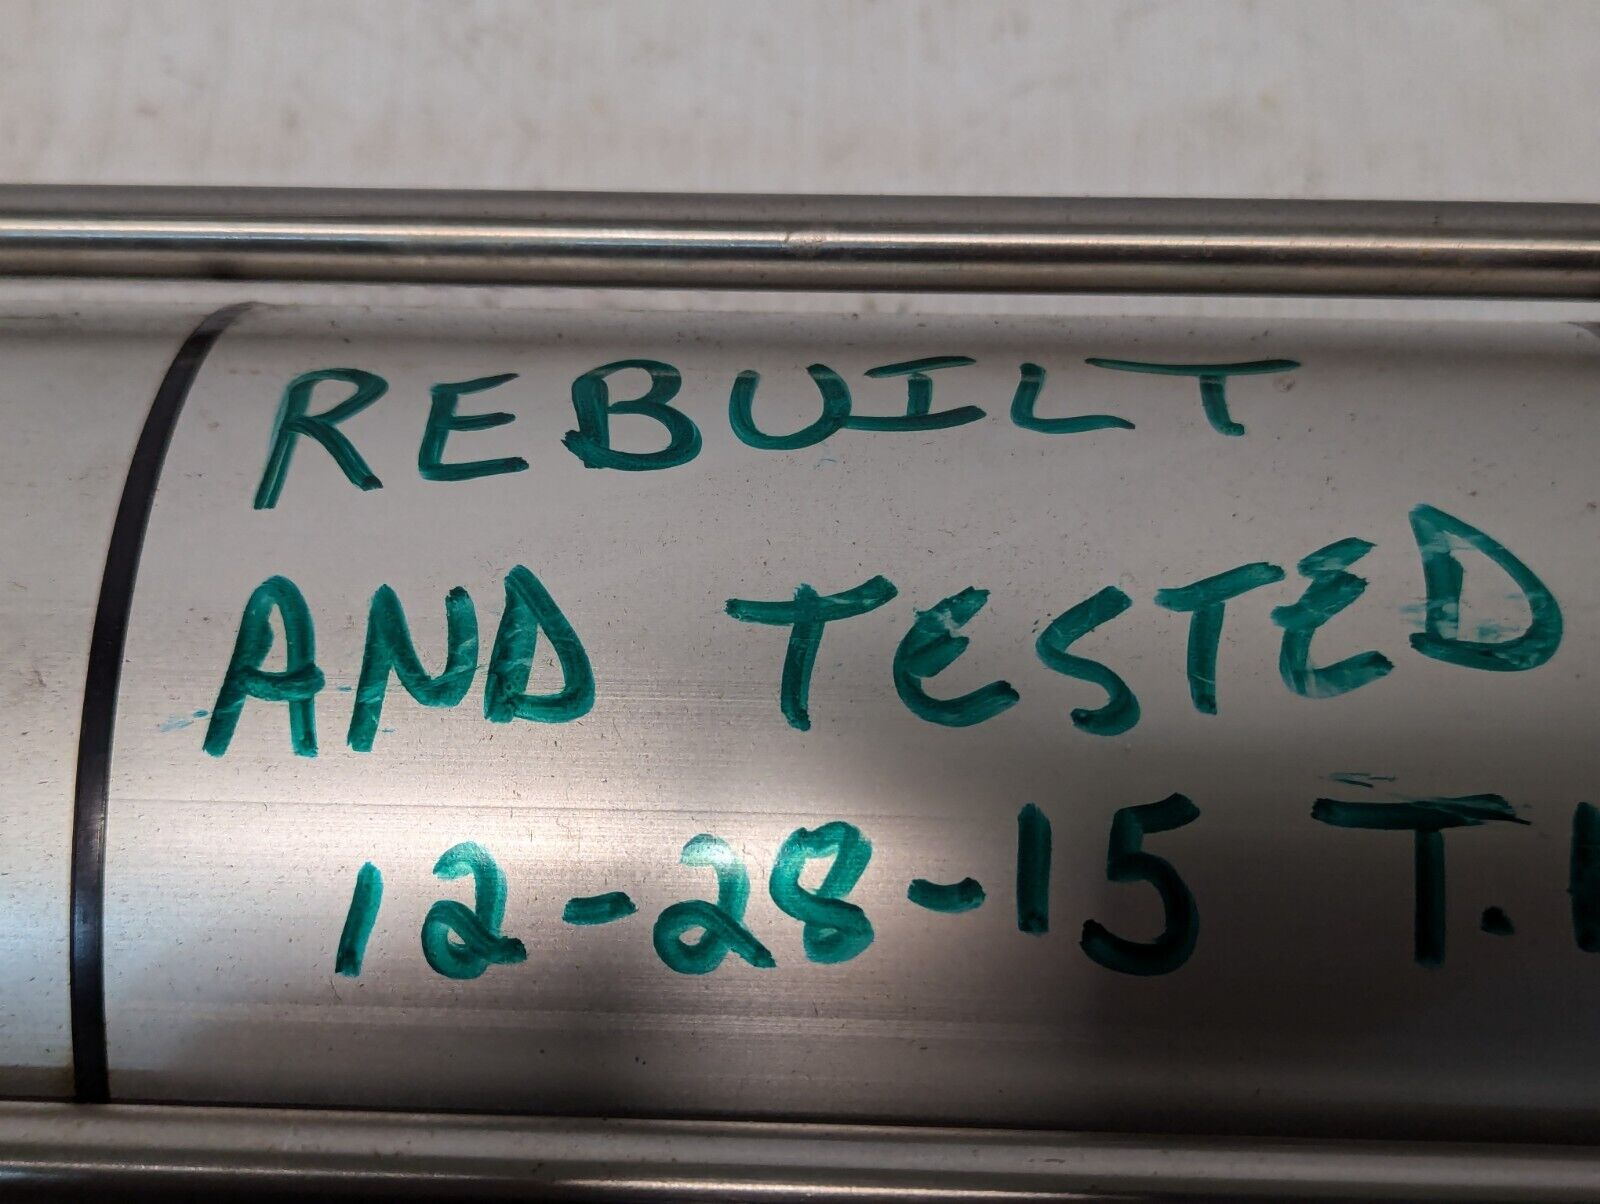 REBUILT
AND TESTED
12-28-15 T.